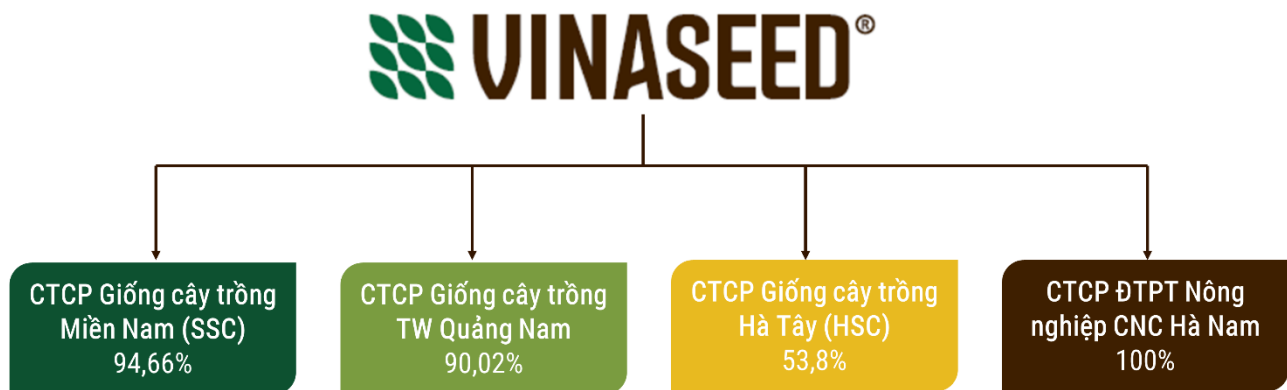 VINASEED®
CTCP Giống cây trồng
Miền Nam (SSC)
94,66%
CTCP Giống cây trồng
TW Quảng Nam
90,02%
CTCP Giống cây trồng
Hà Tây (HSC)
53,8%
CTCP ĐTPT Nông
nghiệp CNC Hà Nam
100%